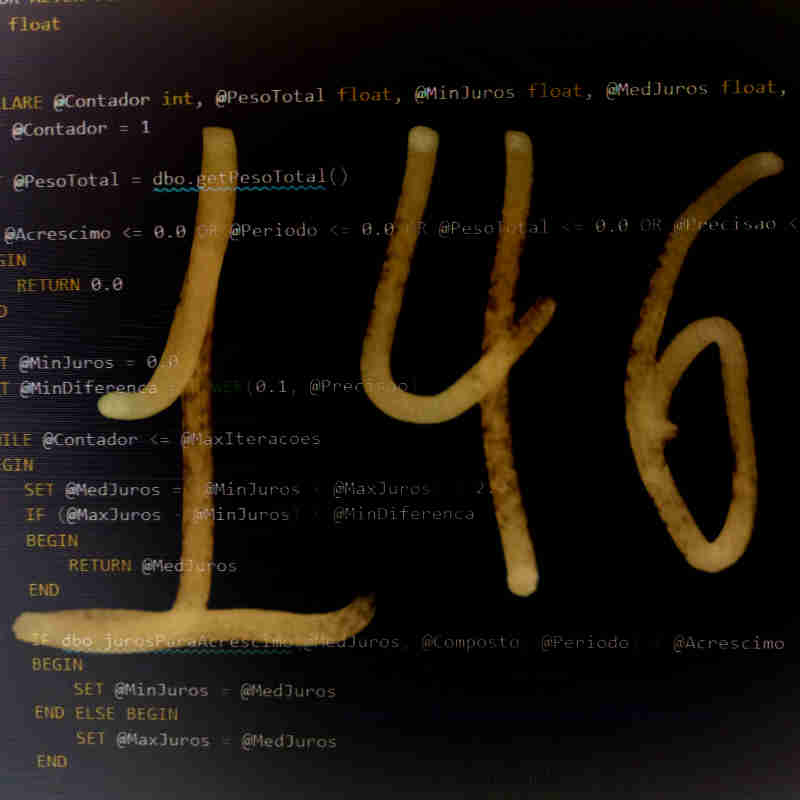 float
LARE @Contador int, @PesoTotal float, @MinJuros float, @MedJuros float,
@Contador = 1
@PesoTotal = dbo.getPesoTotal()
@Acrescimo <= 0.0 OR @Periodo <= 0.0 OR @PesoTotal <= 0.0 OR @Precisao <
GIN
RETURN 0.0
D
T @MinJuros = 0.0
T @MinDiferenca = POWER(0.1, @Precisao)
146
ILE @Contador <= @MaxIteracoes
GIN
SET @MedJuros = (@MinJuros + @MaxJuros) / 2
IF (@MaxJuros - @MinJuros) < @MinDiferenca
BEGIN
RETURN @MedJuros
END
IF dbo.jurosParaAcrescimo(@MedJuros, @Composto, @Periodo) < @Acrescimo
BEGIN
SET @MinJuros = @MedJuros
END ELSE BEGIN
SET @MaxJuros = @MedJuros
END